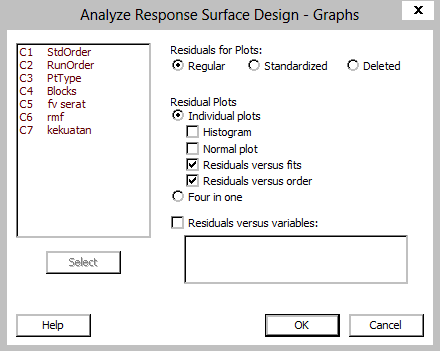 Analyze Response Surface Design - Graphs
X
C1 StdOrder
C2 RunOrder
C3 PtType
C4 Blocks
C5 fv serat
C6 rmf
C7 kekuatan
Select
Residuals for Plots:
Regular Standardized Deleted
Residual Plots
Individual plots
Histogram
Normal plot
Residuals versus fits
Residuals versus order
Four in one
Residuals versus variables:
Help OK Cancel